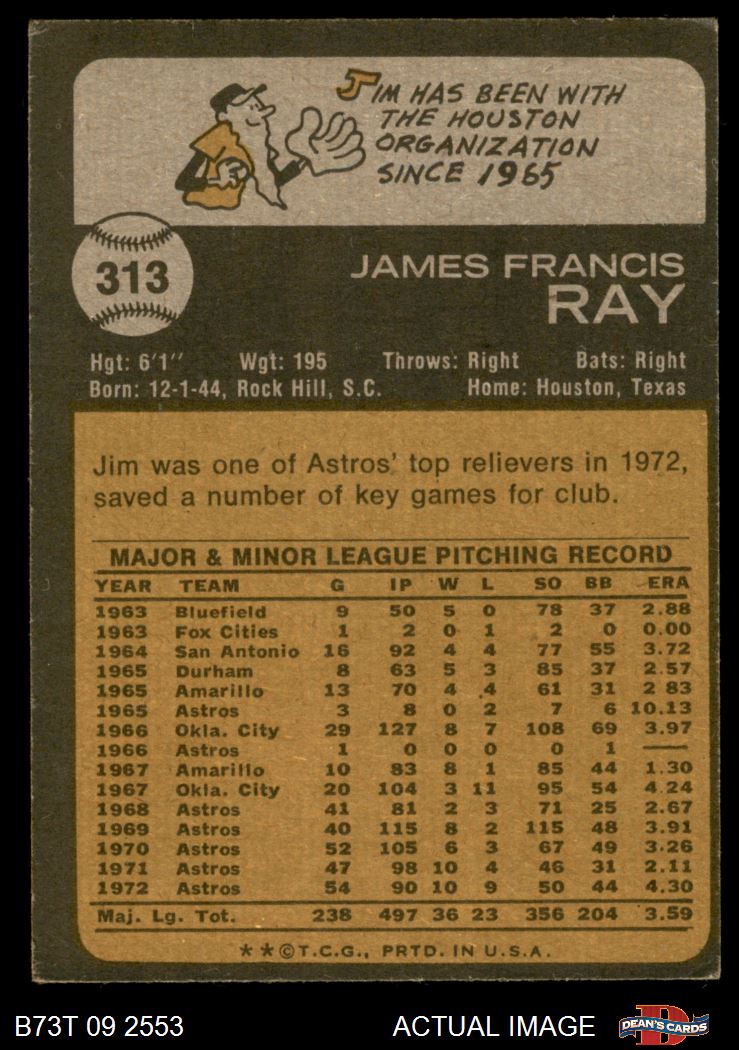 JIM HAS BEEN WITH
THE HOUSTON
ORGANIZATION
SINCE 1965
313
JAMES FRANCIS
RAY
Hgt: 6'1" Wgt: 195 Throws: Right Bats: Right
Born: 12-1-44, Rock Hill, S.C. Home: Houston, Texas
Jim was one of Astros' top relievers in 1972,
saved a number of key games for club.
MAJOR & MINOR LEAGUE PITCHING RECORD
YEAR TEAM G IP W L SO BB ERA
1963 Bluefield 9 50 5 0 78 37 2.88
1963 Fox Cities 1 2 0 1 2 0 0.00
1964 San Antonio 16 92 4 4 77 55 3.72
1965 Durham 8 63 5 3 85 37 2.57
1965 Amarillo 13 70 4 4 61 31 2 83
1965 Astros 3 8 0 2 7 6 10.13
1966 Okla. City 29 127 8 7 108 69 3.97
1966 Astros 1 0 0 0 0 1 —
1967 Amarillo 10 83 8 1 85 44 1.30
1967 Okla. City 20 104 3 11 95 54 4.24
1968 Astros 41 81 2 3 71 25 2.67
1969 Astros 40 115 8 2 115 48 3.91
1970 Astros 52 105 6 3 67 49 3.26
1971 Astros 47 98 10 4 46 31 2.11
1972 Astros 54 90 10 9 50 44 4.30
Maj. Lg. Tot. 238 497 36 23 356 204 3.59
**©T.C.G., PRTD. IN U.S.A.
B73T 09 2553 ACTUAL IMAGE DEAN'S CARDS